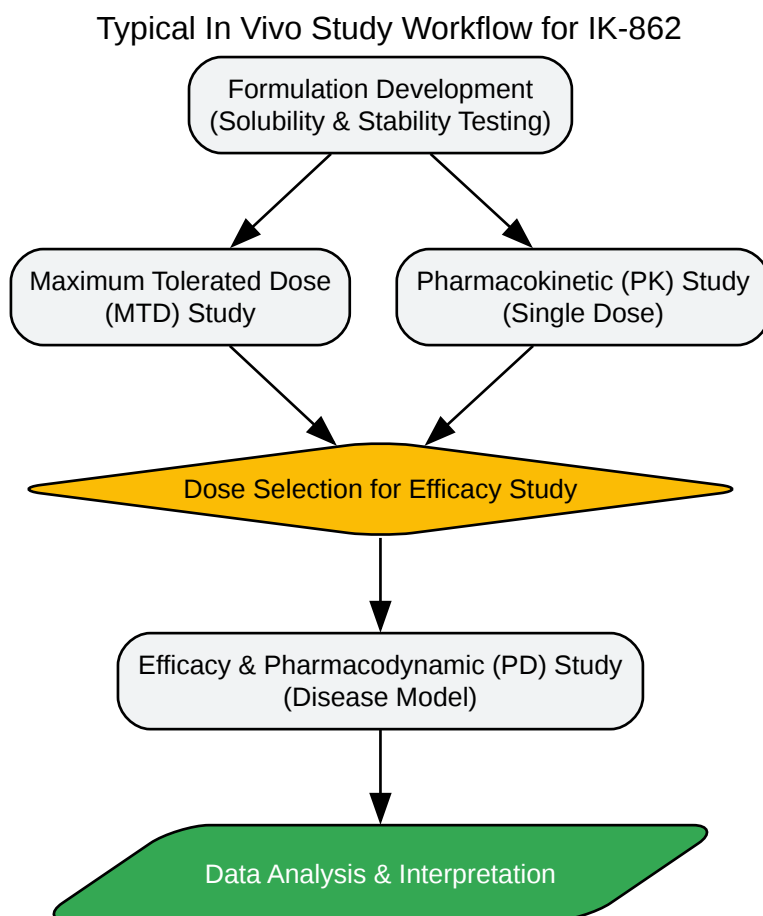 Typical In Vivo Study Workflow for IK-862
Formulation Development
(Solubility & Stability Testing)
Maximum Tolerated Dose
(MTD) Study
Pharmacokinetic (PK) Study
(Single Dose)
Dose Selection for Efficacy Study
Efficacy & Pharmacodynamic (PD) Study
(Disease Model)
Data Analysis & Interpretation